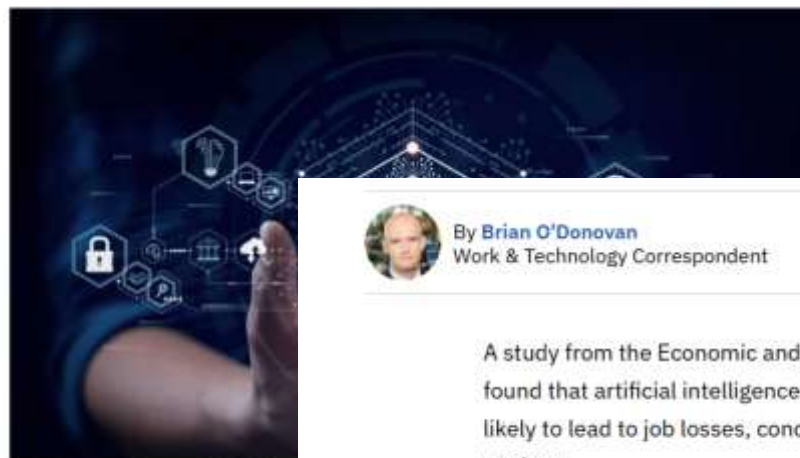 By Brian O'Donovan
Work & Technology Correspondent
A study from the Economic and
found that artificial intelligence
likely to lead to job losses,